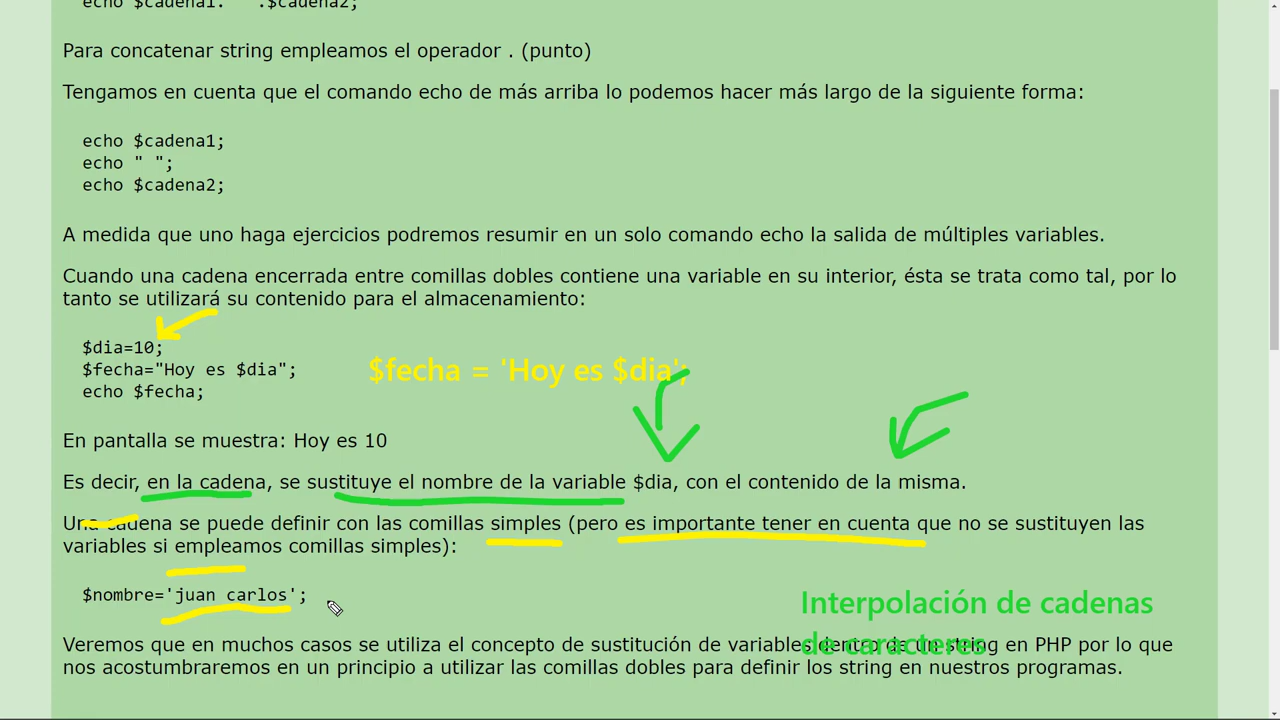 echo $cadena1." ".$cadena2;
Para concatenar string empleamos el operador . (punto)
Tengamos en cuenta que el comando echo de más arriba lo podemos hacer más largo de la siguiente forma:
echo $cadena1;
echo " ";
echo $cadena2;
A medida que uno haga ejercicios podremos resumir en un solo comando echo la salida de múltiples variables.
Cuando una cadena encerrada entre comillas dobles contiene una variable en su interior, ésta se trata como tal, por lo
tanto se utilizará su contenido para el almacenamiento:
$dia=10;
$fecha="Hoy es $dia";
$fecha = 'Hoy es $dia';
echo $fecha;
En pantalla se muestra: Hoy es 10
Es decir, en la cadena, se sustituye el nombre de la variable $dia, con el contenido de la misma.
Una cadena se puede definir con las comillas simples (pero es importante tener en cuenta que no se sustituyen las
variables si empleamos comillas simples):
$nombre='juan carlos';
Interpolación de cadenas
de caracteres
Veremos que en muchos casos se utiliza el concepto de sustitución de variables dentro de un string en PHP por lo que
nos acostumbraremos en un principio a utilizar las comillas dobles para definir los string en nuestros programas.